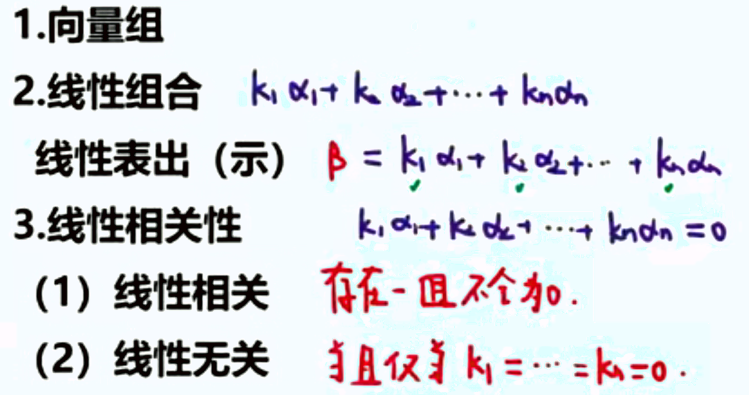 1.向量组
2.线性组合 k₁α₁+k₂α₂+⋯+knαn
线性表出（示） β=k₁α₁+k₂α₂+⋯+knαn
3.线性相关性 k₁α₁+k₂α₂+⋯+knαn=0
（1）线性相关 存在一组不全为0.
（2）线性无关 当且仅当 k₁=⋯=kn=0.